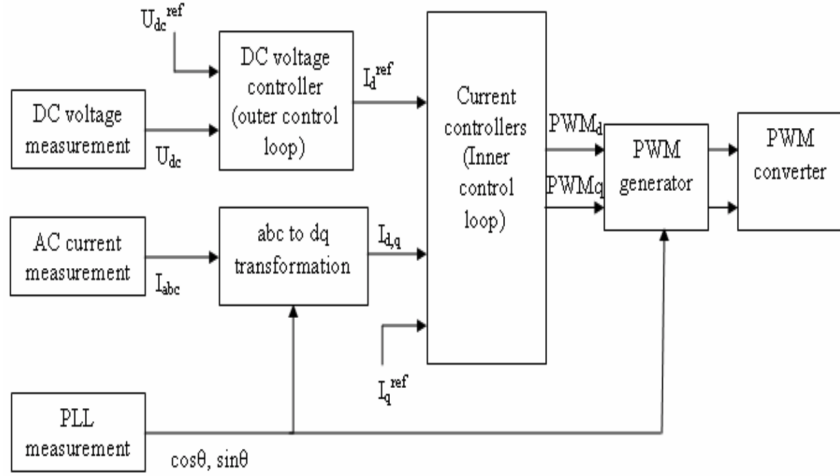 U_dc^ref
DC voltage
controller
(outer control
loop)
I_d^ref
DC voltage
measurement
U_dc
Current
controllers
(Inner
control
loop)
PWM_d
PWMq
PWM
generator
PWM
converter
AC current
measurement
I_abc
abc to dq
transformation
I_d,q
I_q^ref
PLL
measurement
cosθ, sinθ